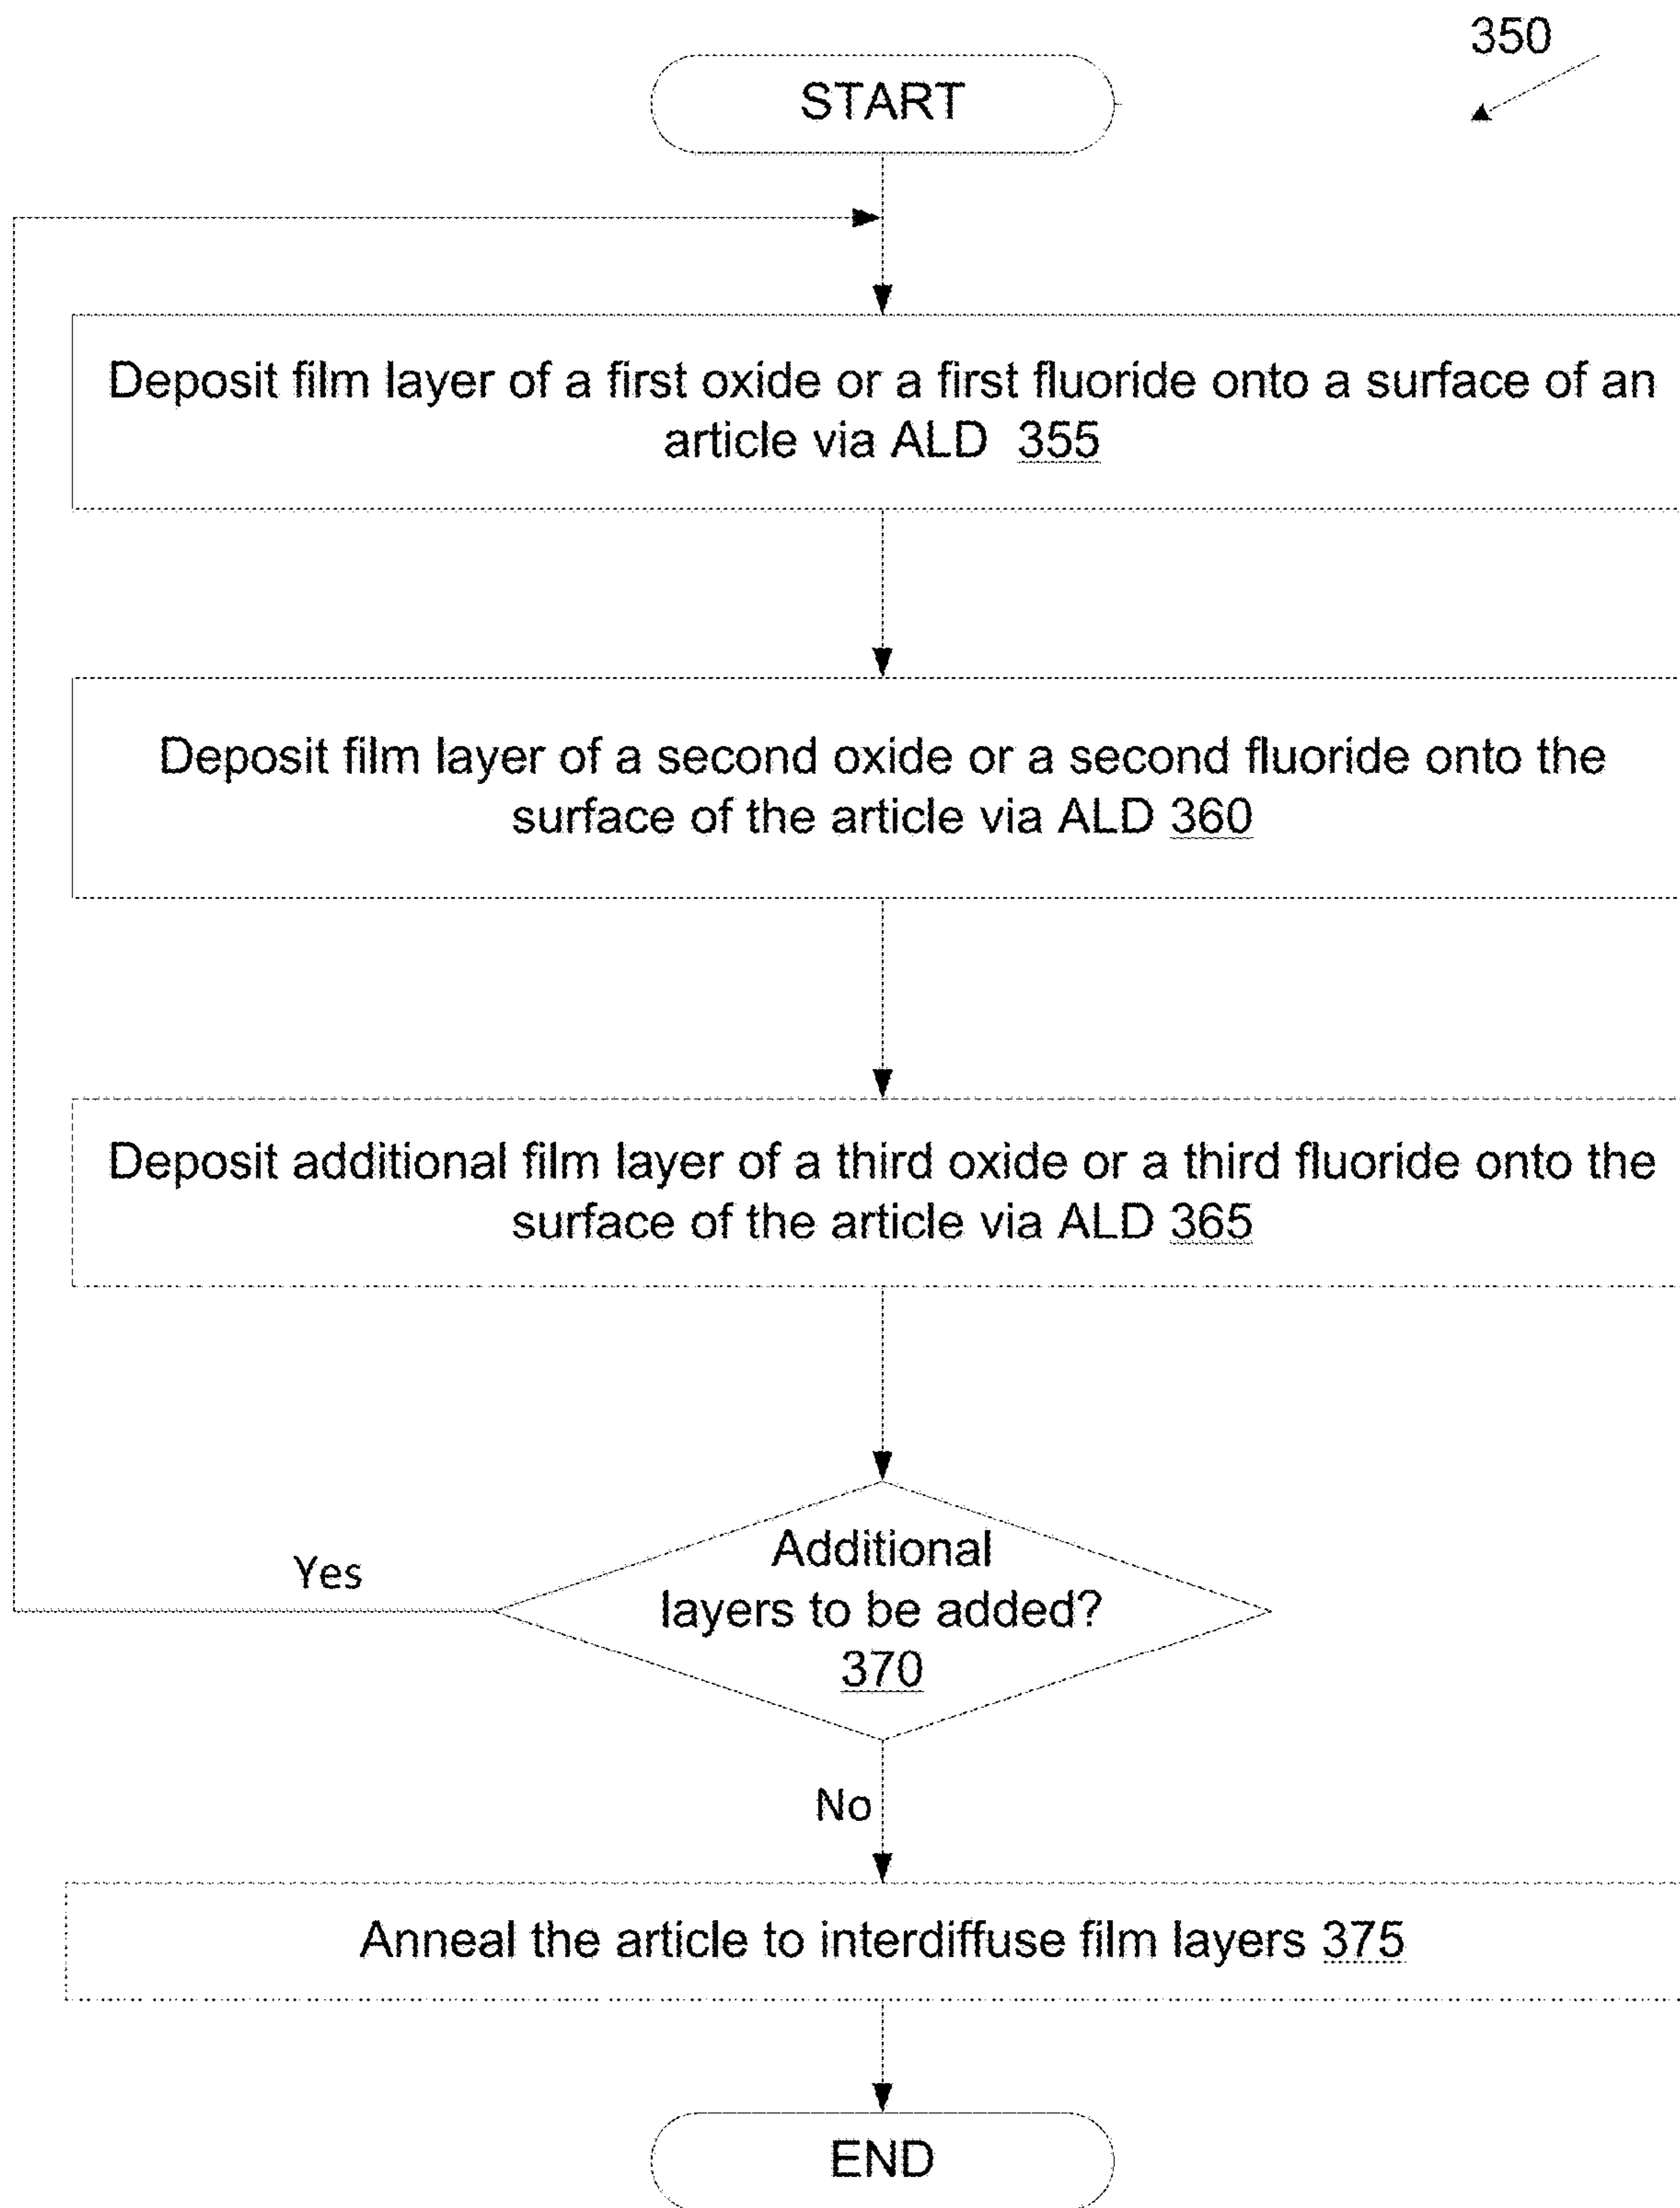 350
START
Deposit film layer of a first oxide or a first fluoride onto a surface of an
article via ALD 355
Deposit film layer of a second oxide or a second fluoride onto the
surface of the article via ALD 360
Deposit additional film layer of a third oxide or a third fluoride onto the
surface of the article via ALD 365
Additional
layers to be added?
370
Yes
No
Anneal the article to interdiffuse film layers 375
END